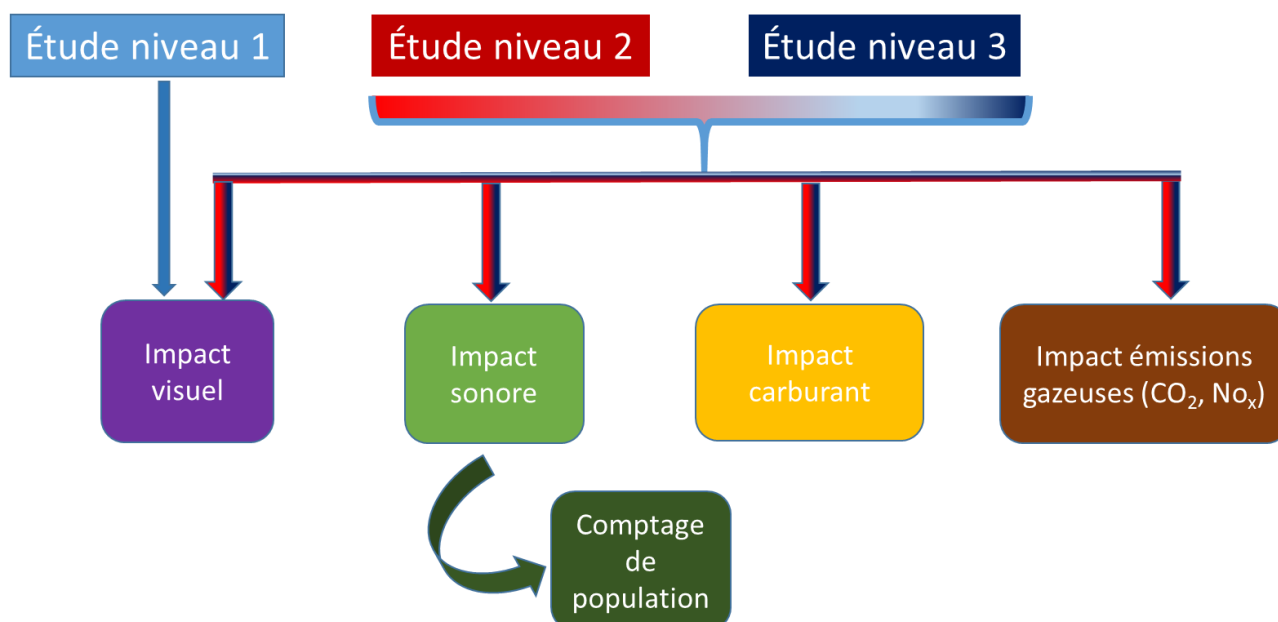 Étude niveau 1
Étude niveau 2
Étude niveau 3
Impact
visuel
Impact
sonore
Impact
carburant
Impact émissions
gazeuses (CO₂, Noₓ)
Comptage
de
population